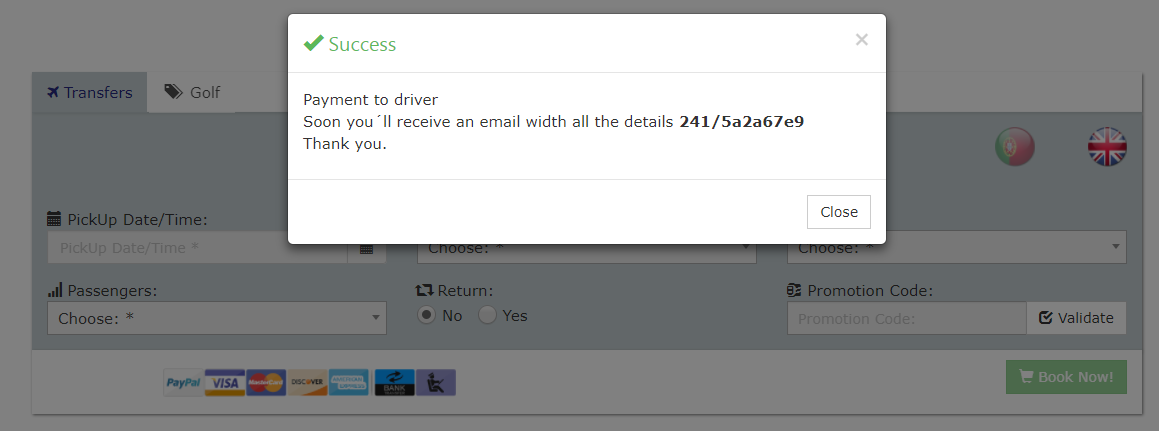 Success
×
Payment to driver
Soon you´ll receive an email width all the details 241/5a2a67e9
Thank you.
Close
Transfers
Golf
PickUp Date/Time:
PickUp Date/Time *
Choose: *
Choose: *
Passengers:
Choose: *
Return:
No
Yes
Promotion Code:
Promotion Code:
Validate
PayPal
VISA
MasterCard
DISCOVER
AMERICAN EXPRESS
BANK
TRANSFER
Book Now!